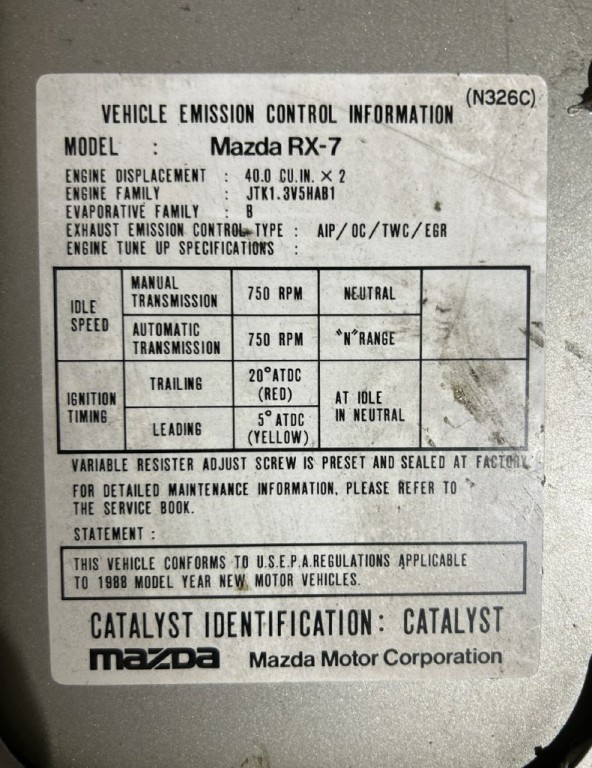 (N326C)
VEHICLE EMISSION CONTROL INFORMATION
MODEL : Mazda RX-7
ENGINE DISPLACEMENT : 40.0 CU.IN. × 2
ENGINE FAMILY : JTK1.3V5HAB1
EVAPORATIVE FAMILY : B
EXHAUST EMISSION CONTROL TYPE : AIP/OC/TWC/EGR
ENGINE TUNE UP SPECIFICATIONS :
IDLE SPEED
MANUAL TRANSMISSION
750 RPM
NEUTRAL
AUTOMATIC TRANSMISSION
750 RPM
"N" RANGE
IGNITION TIMING
TRAILING
20° ATDC (RED)
AT IDLE IN NEUTRAL
LEADING
5° ATDC (YELLOW)
VARIABLE RESISTER ADJUST SCREW IS PRESET AND SEALED AT FACTORY.
FOR DETAILED MAINTENANCE INFORMATION, PLEASE REFER TO
THE SERVICE BOOK.
STATEMENT :
THIS VEHICLE CONFORMS TO U.S.E.P.A.REGULATIONS APPLICABLE
TO 1988 MODEL YEAR NEW MOTOR VEHICLES.
CATALYST IDENTIFICATION: CATALYST
mazda Mazda Motor Corporation